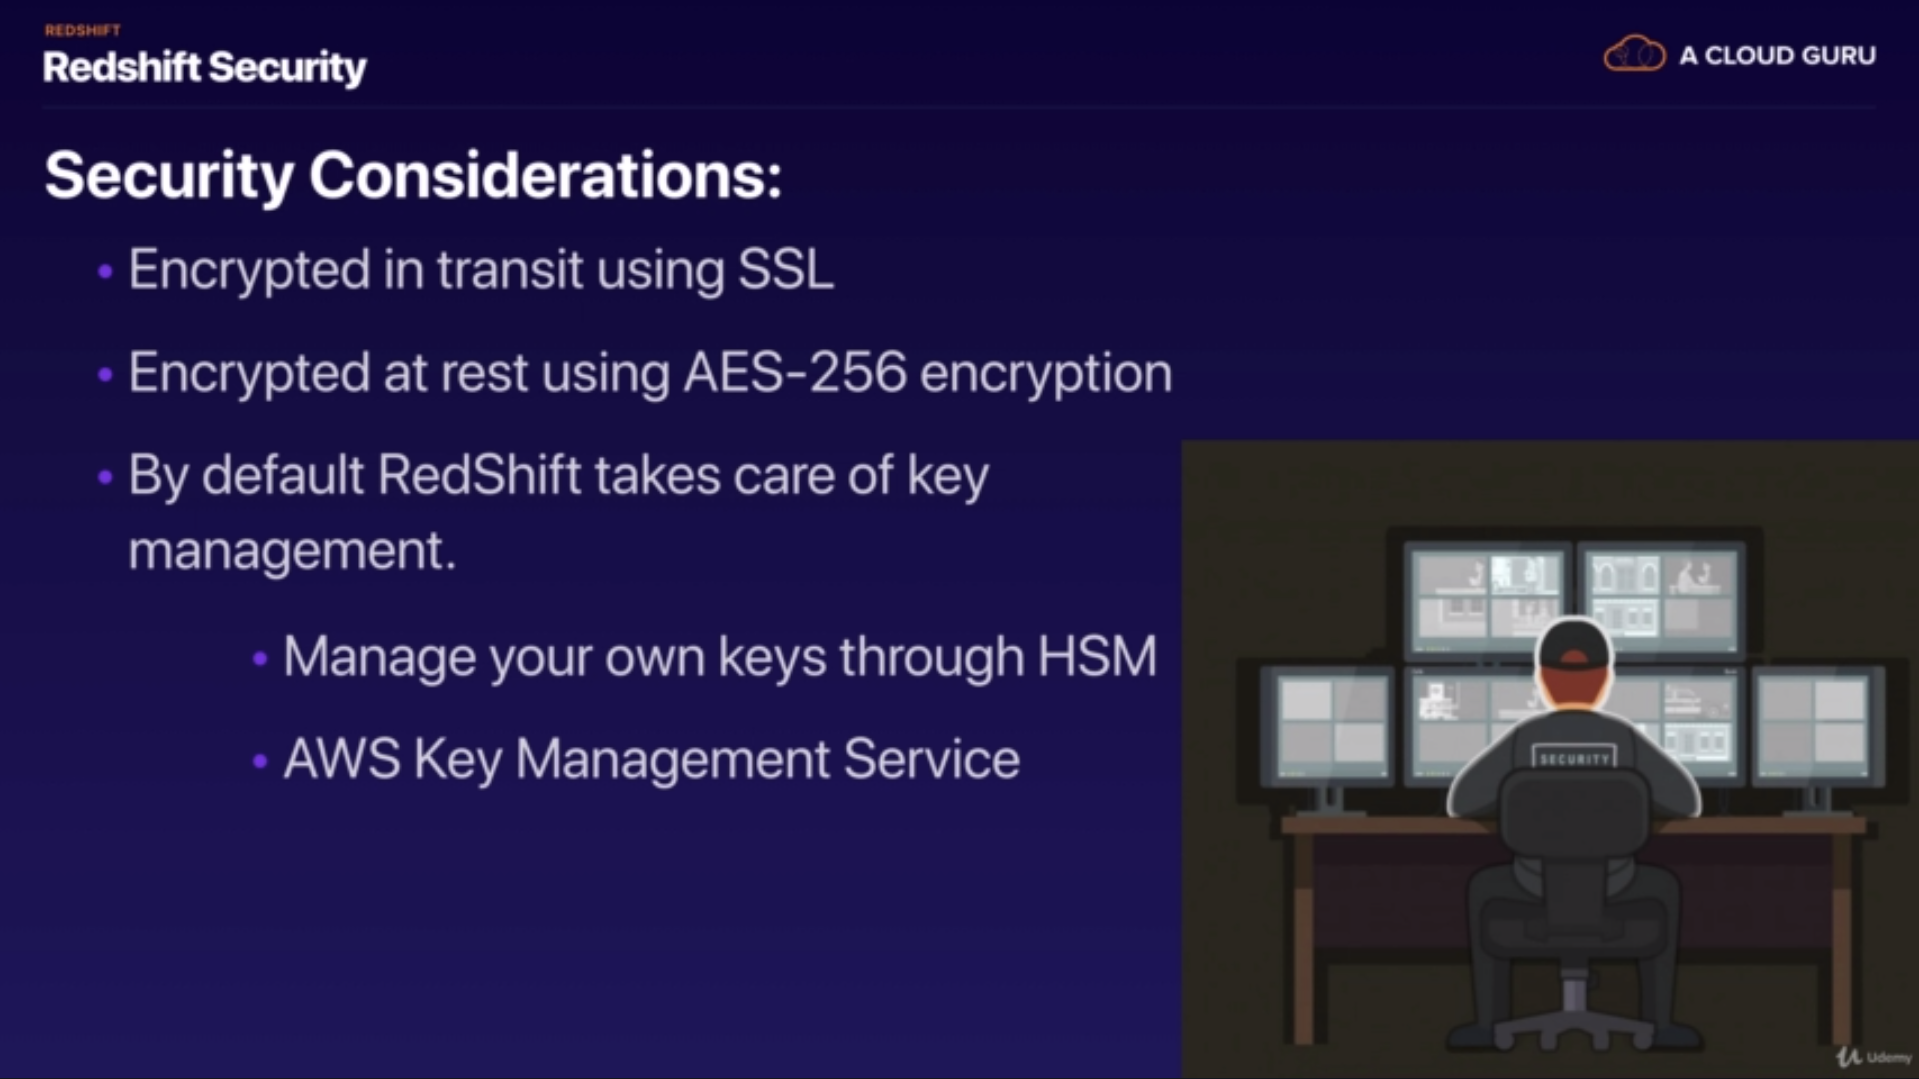 REDSHIFT
Redshift Security
A CLOUD GURU
Security Considerations:
• Encrypted in transit using SSL
• Encrypted at rest using AES-256 encryption
• By default RedShift takes care of key
management.
• Manage your own keys through HSM
• AWS Key Management Service
SECURITY
Udemy